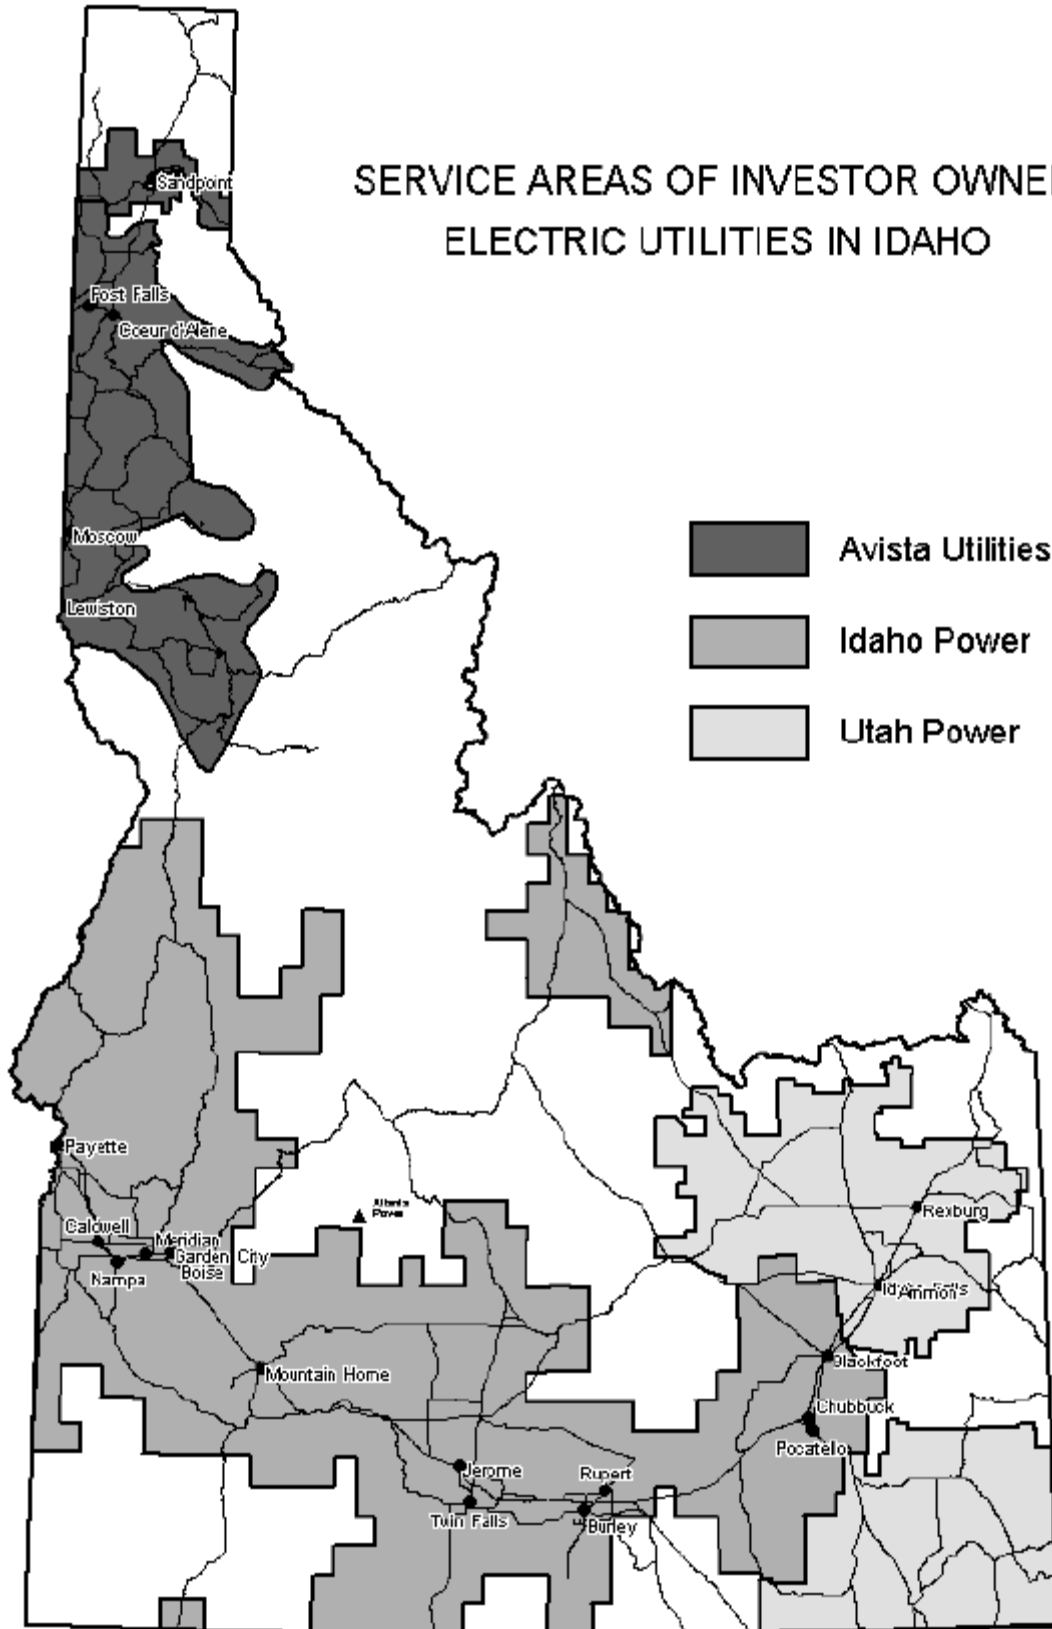 SERVICE AREAS OF INVESTOR OWNE
ELECTRIC UTILITIES IN IDAHO
Sandpoint
Post Falls
Coeur d'Alene
Moscow
Lewiston
Avista Utilities
Idaho Power
Utah Power
Payette
Atlanta
Power
Caldwell
Meridian
Garden City
Boise
Nampa
Rexburg
Ammon
Mountain Home
Blackfoot
Chubbuck
Pocatello
Jerome
Rupert
Twin Falls
Burley